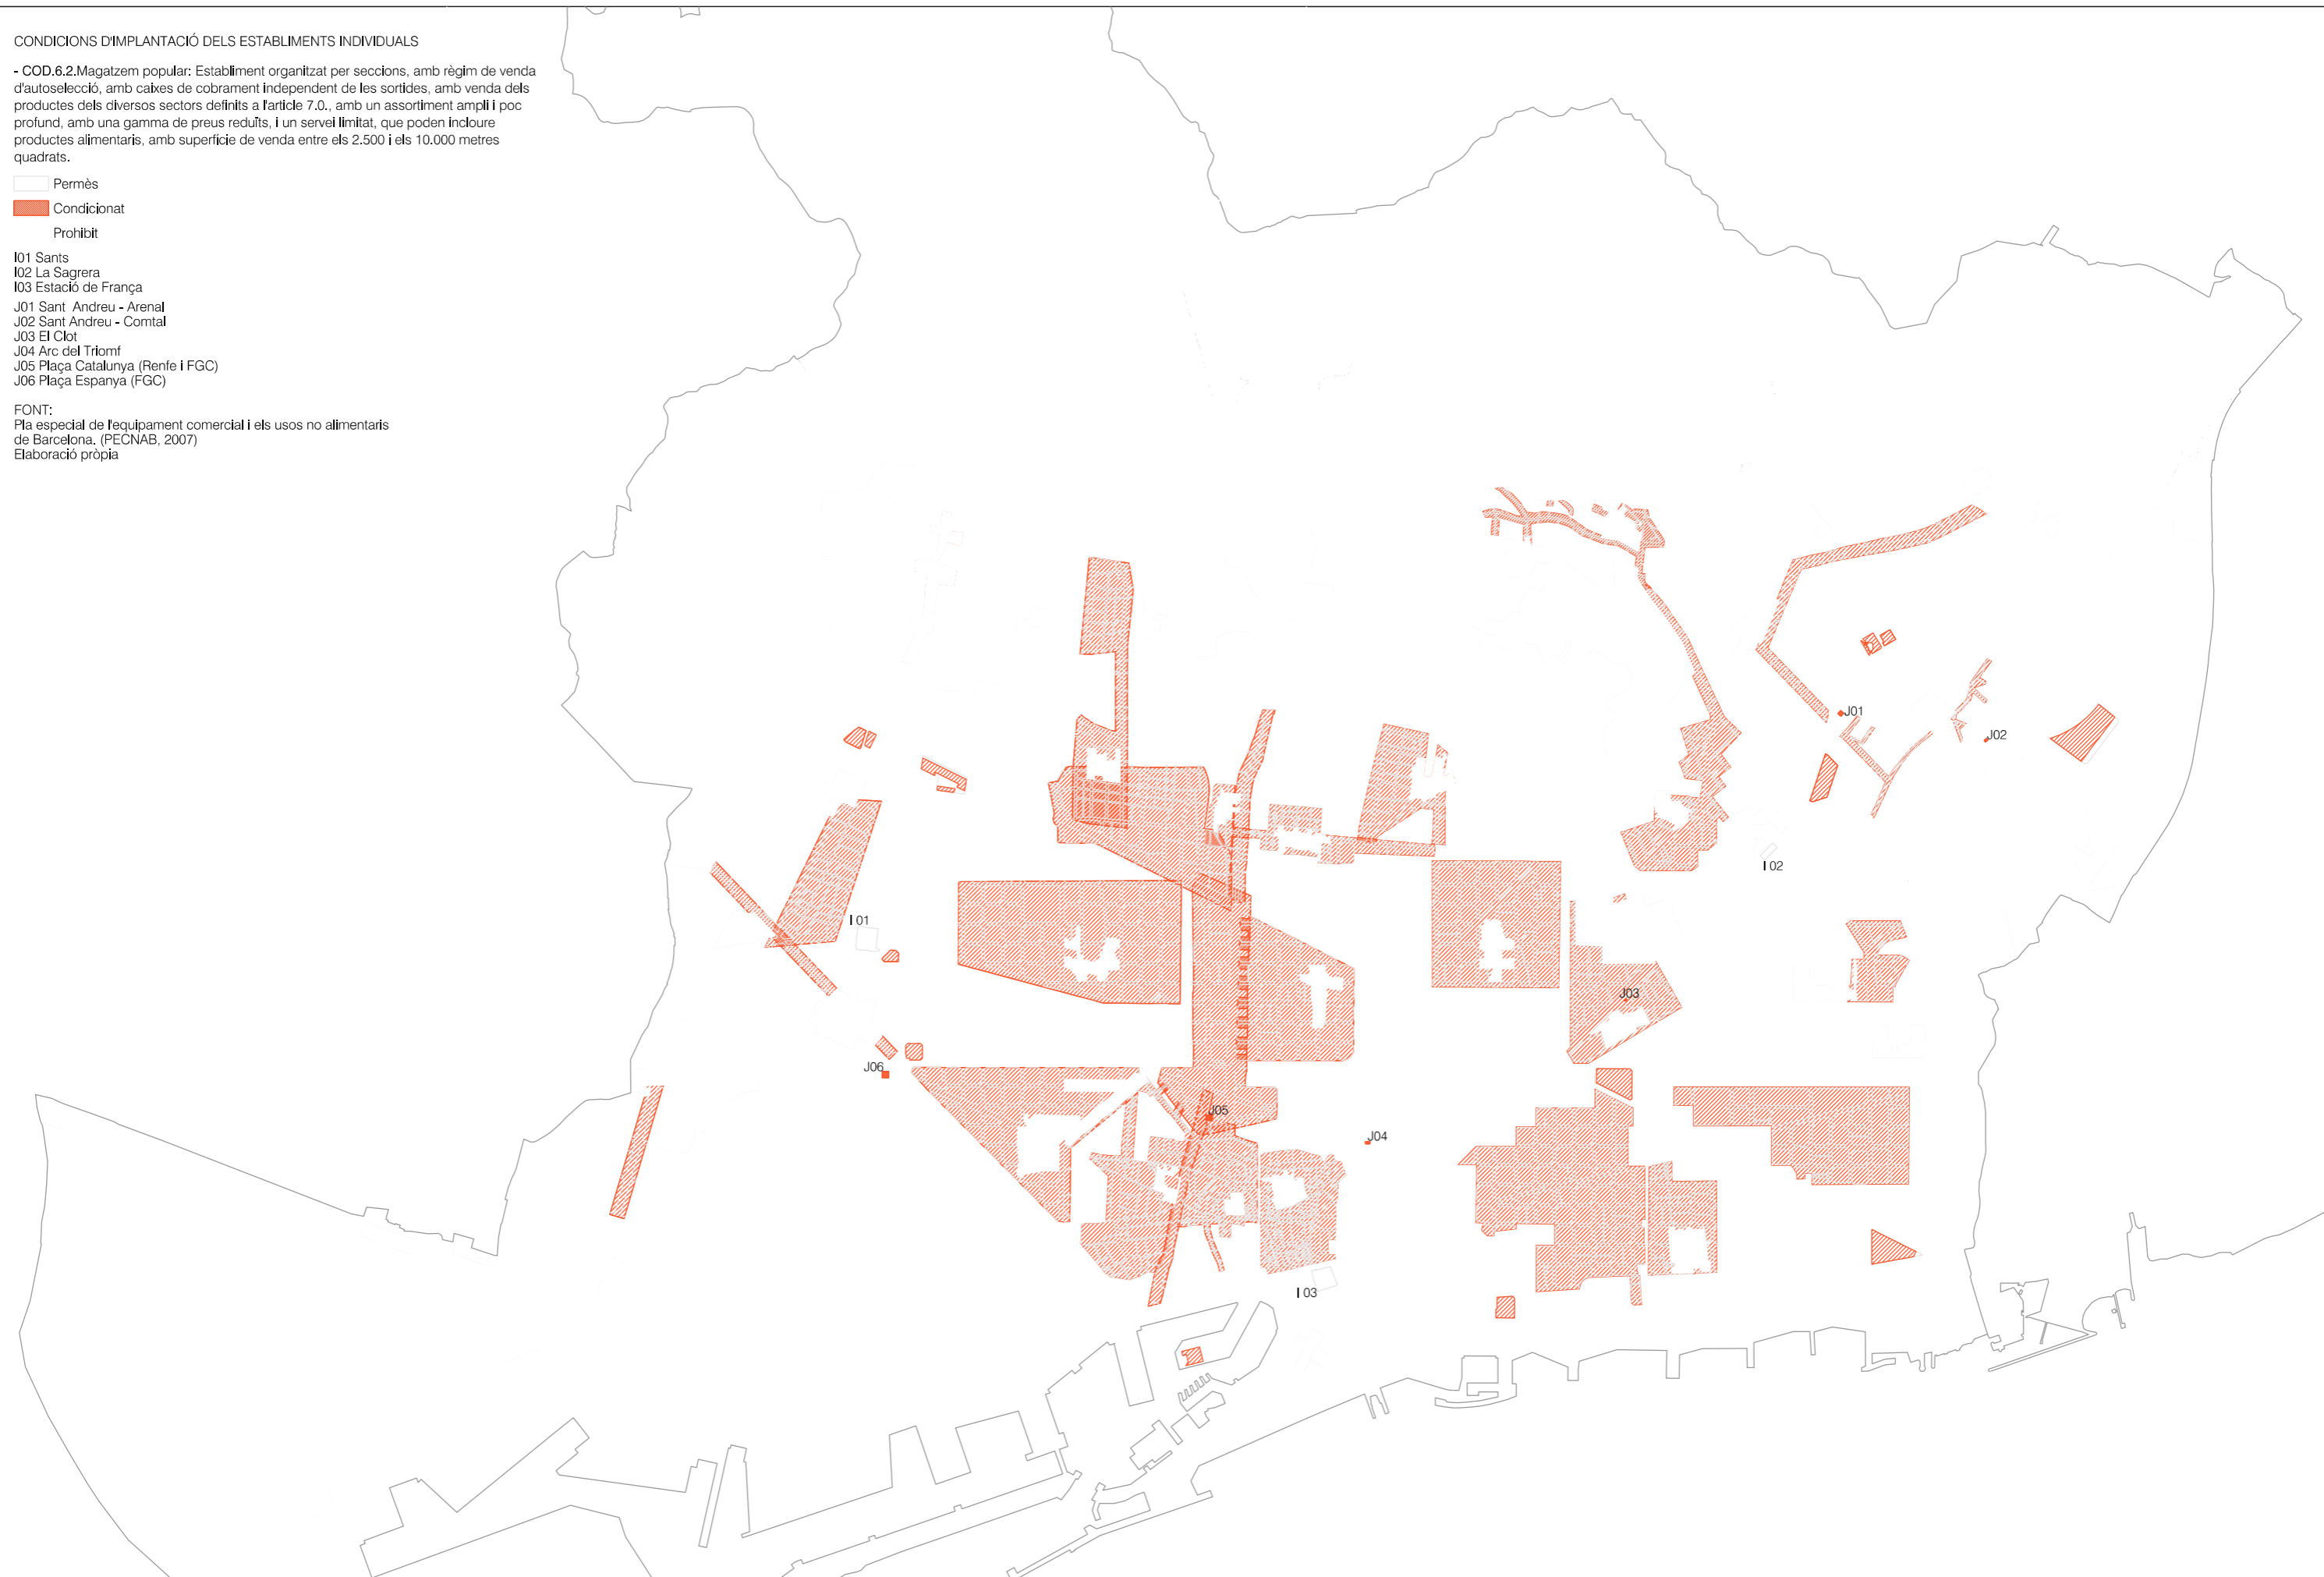 CONDICIONS D'IMPLANTACIÓ DELS ESTABLIMENTS INDIVIDUALS
- COD.6.2.Magatzem popular: Establiment organitzat per seccions, amb règim de venda
d'autoselecció, amb caixes de cobrament independent de les sortides, amb venda dels
productes dels diversos sectors definits a l'article 7.0., amb un assortiment ampli i poc
profund, amb una gamma de preus reduïts, i un servei limitat, que poden incloure
productes alimentaris, amb superfície de venda entre els 2.500 i els 10.000 metres
quadrats.
Permès
Condicionat
Prohibit
I01 Sants
I02 La Sagrera
I03 Estació de França
J01 Sant Andreu - Arenal
J02 Sant Andreu - Comtal
J03 El Clot
J04 Arc del Triomf
J05 Plaça Catalunya (Renfe i FGC)
J06 Plaça Espanya (FGC)
FONT:
Pla especial de l'equipament comercial i els usos no alimentaris
de Barcelona. (PECNAB, 2007)
Elaboració pròpia
J01
J02
I 02
I 01
J03
J06
J05
J04
I 03